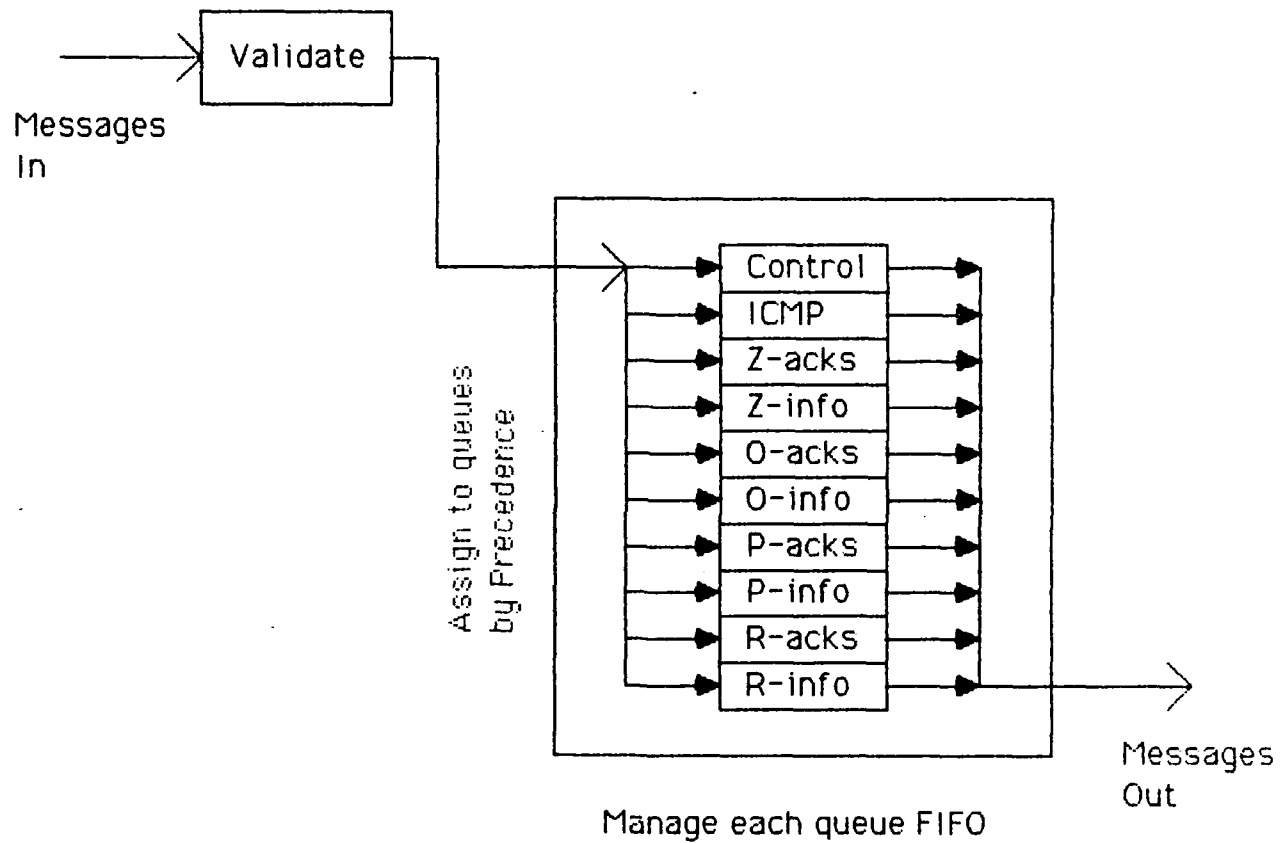 Validate
Messages
In
Control
ICMP
Z-acks
Z-info
O-acks
O-info
P-acks
P-info
R-acks
R-info
Assign to queues
by Precedence
Messages
Out
Manage each queue FIFO